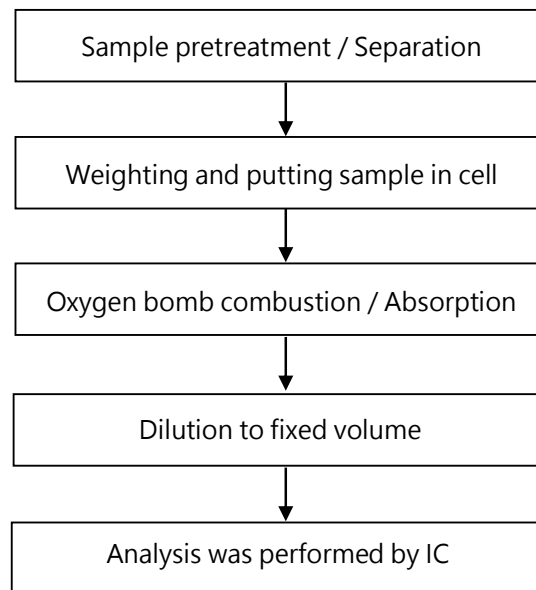 Sample pretreatment / Separation
Weighting and putting sample in cell
Oxygen bomb combustion / Absorption
Dilution to fixed volume
Analysis was performed by IC